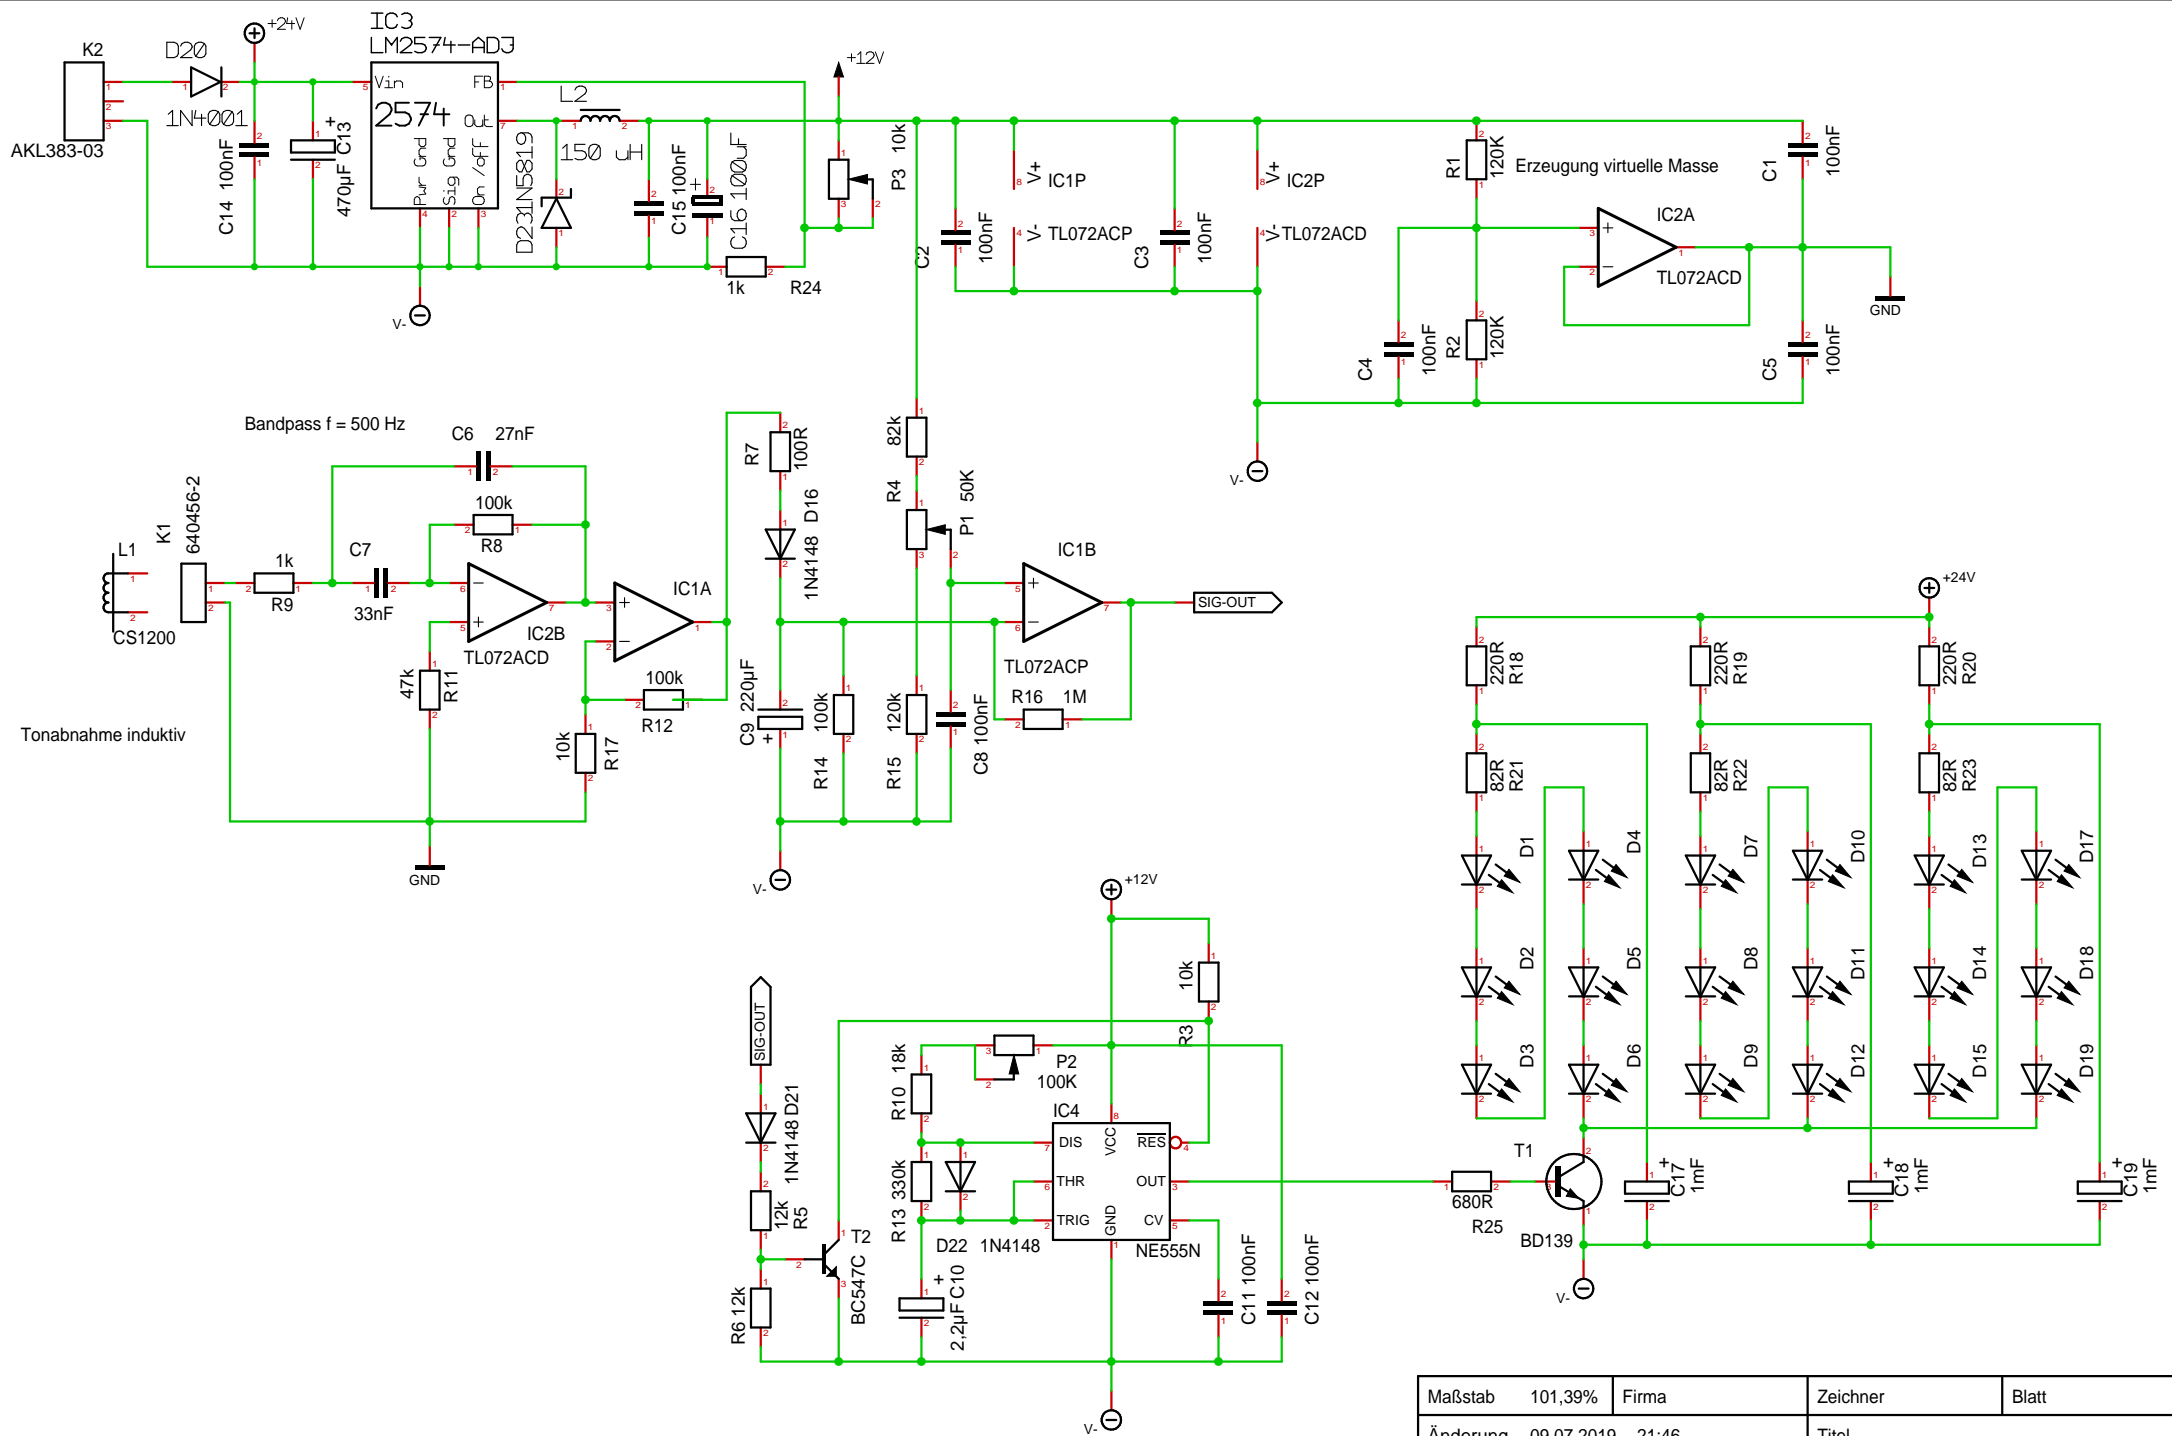 K2
AKL383-03
D20
1N4001
+24V
C14 100nF
470µF C13
+
IC3
LM2574-ADJ
2574
Vin
FB
Out
Pwr Gnd
Sig Gnd
On /off
V-
D231N5819
L2
150 uH
C15 100nF
C16 100uF
+
1k
R24
+12V
P3 10k
C2
100nF
V+
IC1P
V-
TL072ACP
C3
100nF
V+
IC2P
V-
TL072ACD
V-
R1
120K
Erzeugung virtuelle Masse
C1
100nF
IC2A
TL072ACD
C4
100nF
R2
120K
C5
100nF
GND
Bandpass f = 500 Hz
C6 27nF
100k
R8
K1
640456-2
L1
CS1200
1k
R9
C7
33nF
IC2B
TL072ACD
47k
R11
Tonabnahme induktiv
GND
IC1A
100k
R12
10k
R17
R7
100R
1N4148 D16
C9 220µF
+
100k
R14
V-
82k
R4
P1 50K
120k
R15
C8 100nF
IC1B
TL072ACP
R16 1M
SIG-OUT
+24V
220R
R18
220R
R19
220R
R20
82R
R21
82R
R22
82R
R23
D1
D4
D7
D10
D13
D17
D2
D5
D8
D11
D14
D18
D3
D6
D9
D12
D15
D19
T1
BD139
680R
R25
V-
+
C17
1mF
+
C18
1mF
+
C19
1mF
SIG-OUT
1N4148 D21
12k
R5
R6 12k
T2
BC547C
R10 18k
R13 330k
P2
100K
D22 1N4148
+
2,2µF C10
+12V
10k
R3
IC4
NE555N
DIS
THR
TRIG
VCC
GND
RES
OUT
CV
C11 100nF
C12 100nF
V-
Maßstab 101,39% Firma Zeichner Blatt
Änderung 09.07.2019 21:46 Titel